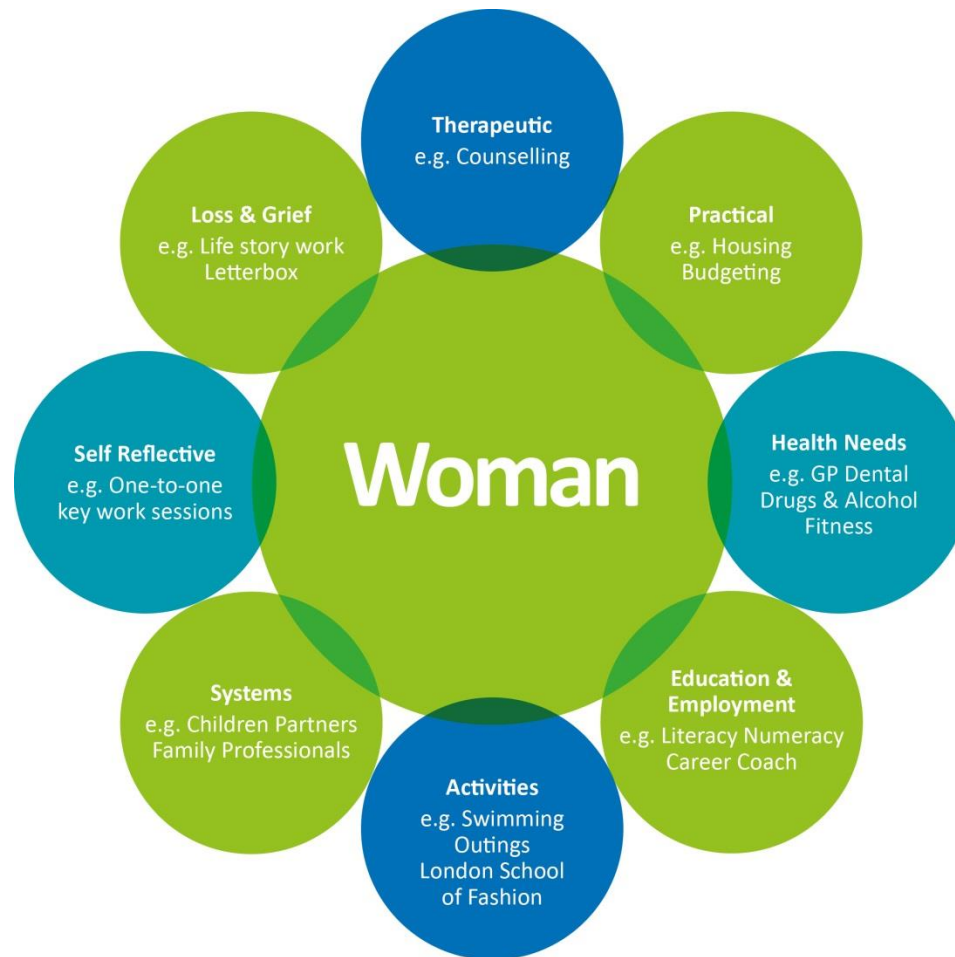 Therapeutic
e.g. Counselling
Loss & Grief
e.g. Life story work
Letterbox
Practical
e.g. Housing
Budgeting
Self Reflective
e.g. One-to-one
key work sessions
Woman
Health Needs
e.g. GP Dental
Drugs & Alcohol
Fitness
Systems
e.g. Children Partners
Family Professionals
Education &
Employment
e.g. Literacy Numeracy
Career Coach
Activities
e.g. Swimming
Outings
London School
of Fashion